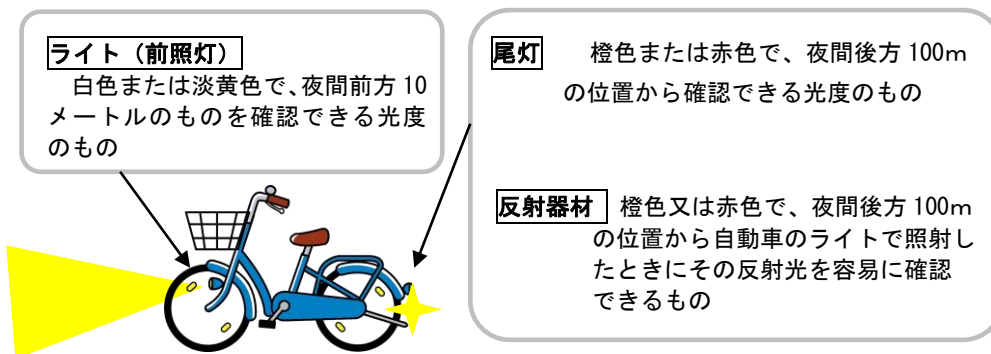 ライト（前照灯）
白色または淡黄色で、夜間前方 10
メートルのものを確認できる光度
のもの
尾灯　　橙色または赤色で、夜間後方 100m
の位置から確認できる光度のもの
反射器材　橙色又は赤色で、夜間後方 100m
の位置から自動車のライトで照射し
たときにその反射光を容易に確認
できるもの